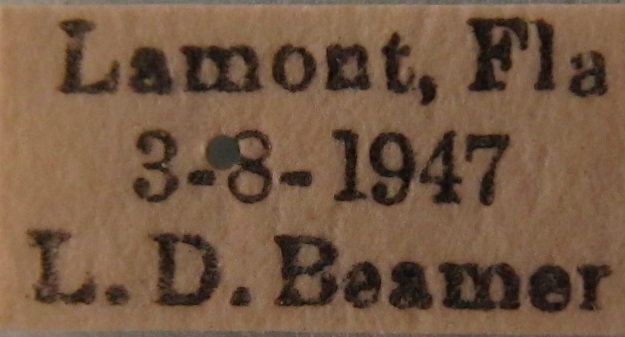 Lamont, Fla
3-8-1947
L. D. Beamer